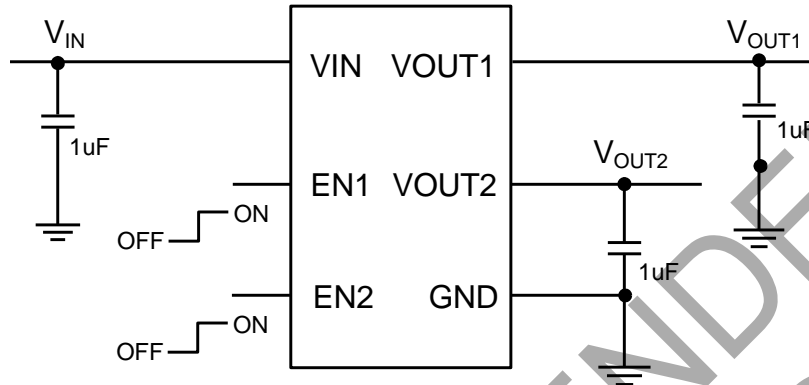 VIN
VOUT1
VIN VOUT1
1uF
1uF
VOUT2
EN1 VOUT2
ON
OFF
1uF
EN2 GND
ON
OFF